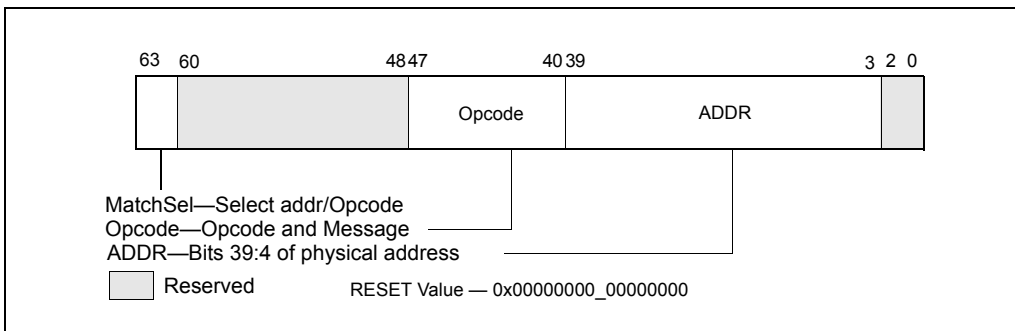 63 60 48 47 40 39 3 2 0
Opcode ADDR
MatchSel—Select addr/Opcode
Opcode—Opcode and Message
ADDR—Bits 39:4 of physical address
Reserved RESET Value — 0x00000000_00000000